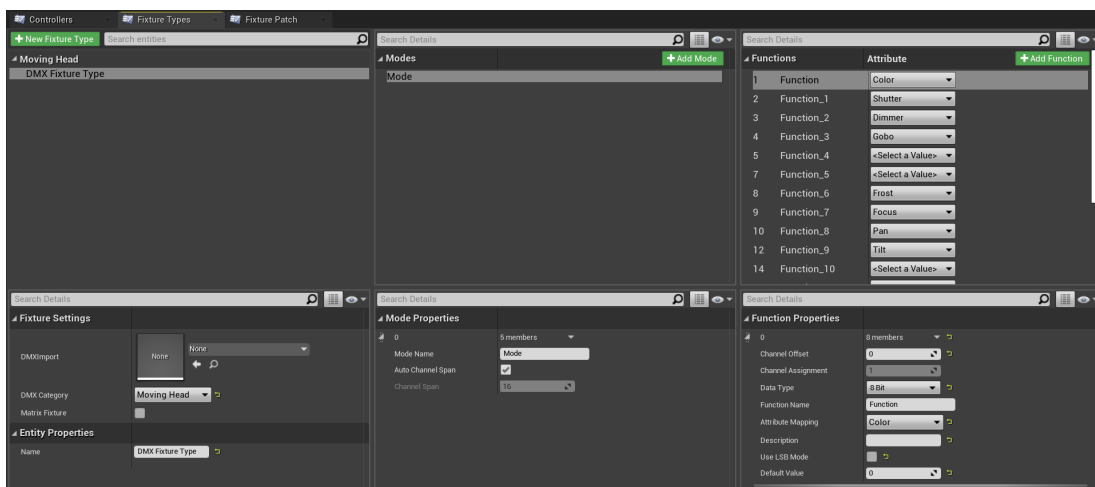 Controllers Fixture Types Fixture Patch
+ New Fixture Type Search entities
Moving Head
DMX Fixture Type
Search Details
Modes + Add Mode
Mode
Search Details
Functions Attribute + Add Function
1 Function Color
2 Function_1 Shutter
3 Function_2 Dimmer
4 Function_3 Gobo
5 Function_4 <Select a Value>
7 Function_5 <Select a Value>
8 Function_6 Frost
9 Function_7 Focus
10 Function_8 Pan
12 Function_9 Tilt
14 Function_10 <Select a Value>
Search Details
Fixture Settings
DMXImport None None
DMX Category Moving Head
Matrix Fixture
Entity Properties
Name DMX Fixture Type
Search Details
Mode Properties
0 5 members
Mode Name Mode
Auto Channel Span
Channel Span 16
Search Details
Function Properties
0 8 members
Channel Offset 0
Channel Assignment 1
Data Type 8 Bit
Function Name Function
Attribute Mapping Color
Description
Use LSB Mode
Default Value 0